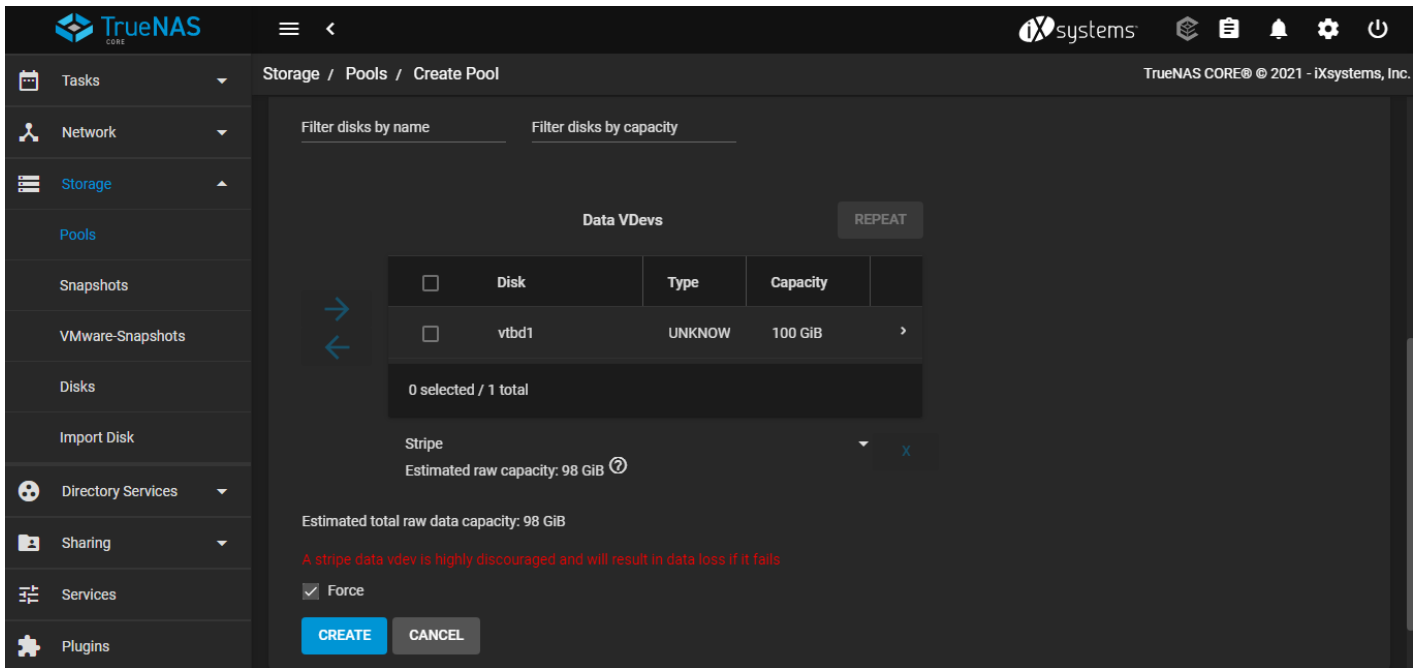 TrueNAS
CORE
iXsystems
Storage / Pools / Create Pool
TrueNAS CORE® © 2021 - iXsystems, Inc.
Tasks
Network
Storage
Pools
Snapshots
VMware-Snapshots
Disks
Import Disk
Directory Services
Sharing
Services
Plugins
Filter disks by name
Filter disks by capacity
Data VDevs
REPEAT
Disk Type Capacity
vtbd1 UNKNOW 100 GiB
0 selected / 1 total
Stripe
X
Estimated raw capacity: 98 GiB
Estimated total raw data capacity: 98 GiB
A stripe data vdev is highly discouraged and will result in data loss if it fails
Force
CREATE CANCEL